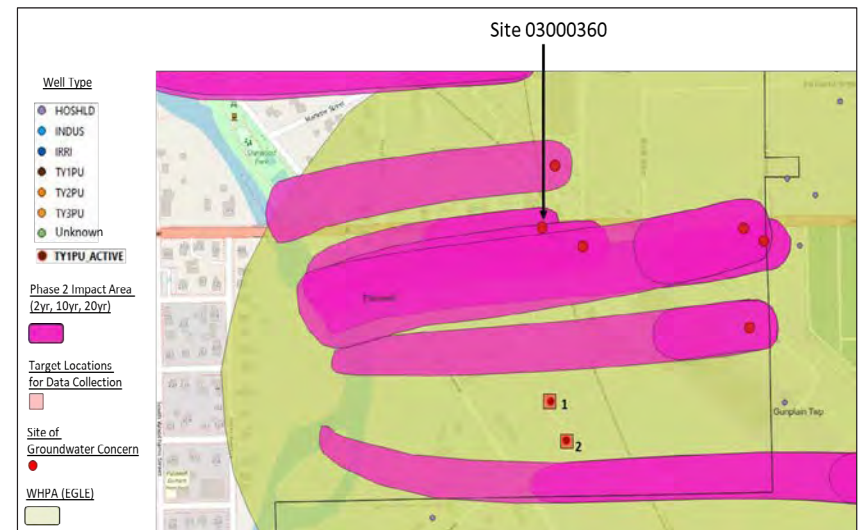 Site 03000360
Well Type
HOSHLD
INDUS
IRRI
TY1PU
TY2PU
TY3PU
Unknown
TY1PU_ACTIVE
Phase 2 Impact Area
(2yr, 10yr, 20yr)
Target Locations
for Data Collection
Site of
Groundwater Concern
WHPA (EGLE)
1
2
Gunplain Twp